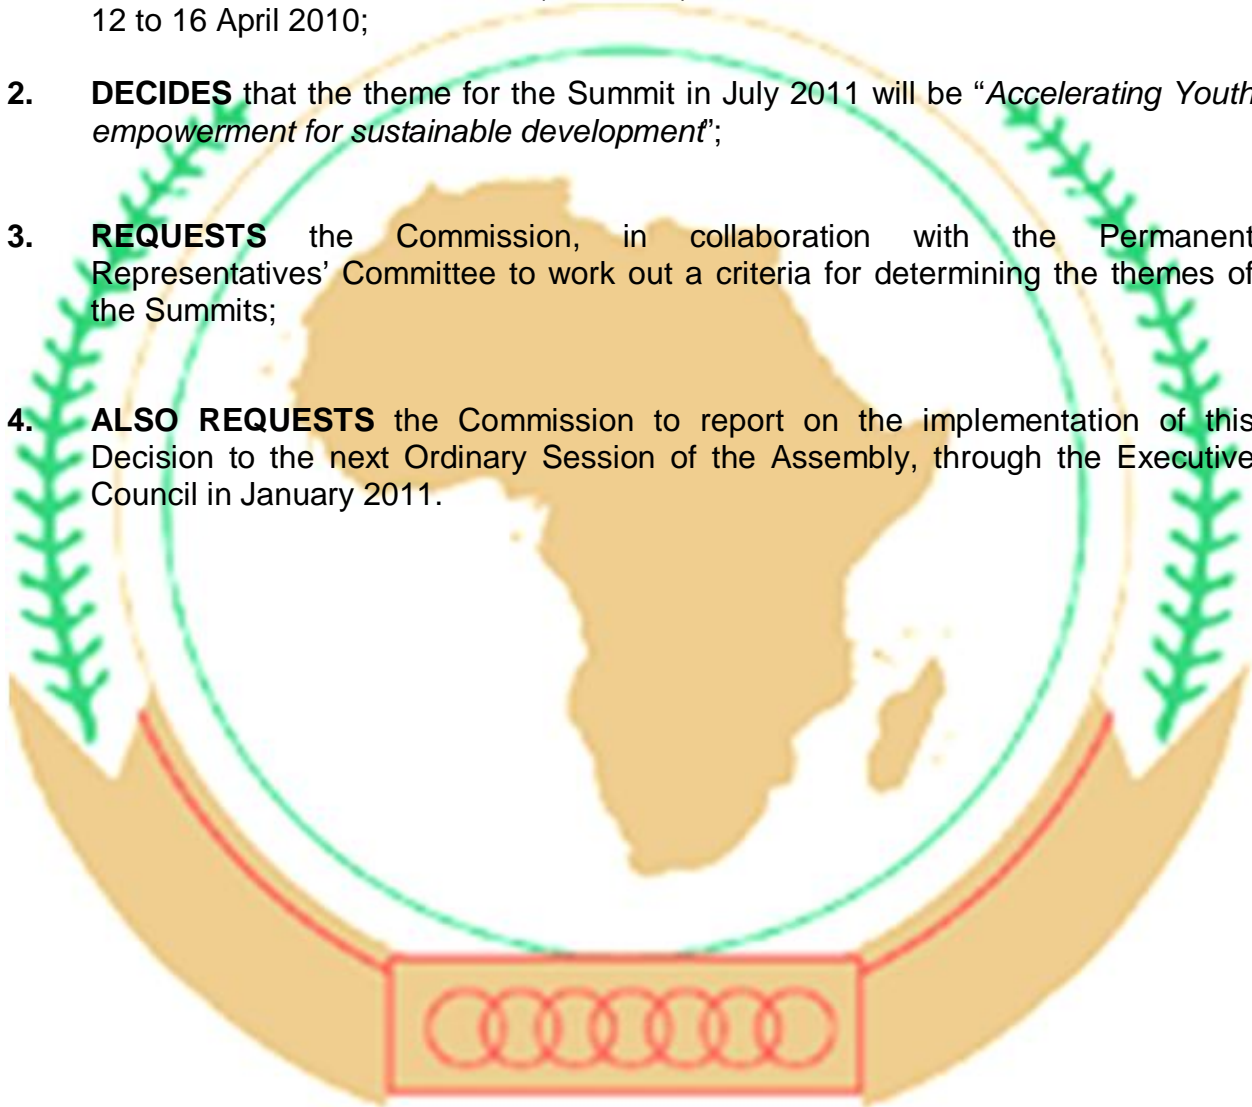 12 to 16 April 2010;
2. DECIDES that the theme for the Summit in July 2011 will be “Accelerating Youth
empowerment for sustainable development”;
3. REQUESTS the Commission, in collaboration with the Permanent
Representatives’ Committee to work out a criteria for determining the themes of
the Summits;
4. ALSO REQUESTS the Commission to report on the implementation of this
Decision to the next Ordinary Session of the Assembly, through the Executive
Council in January 2011.